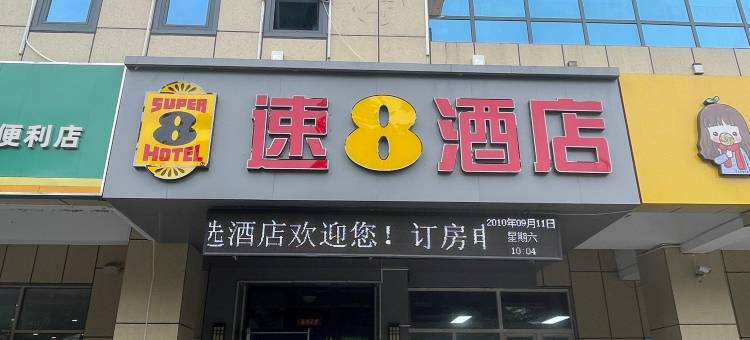 便利店
SUPER
8
HOTEL
速8酒店
选酒店欢迎您！订房电
2010年09月11日
星期六
10:04